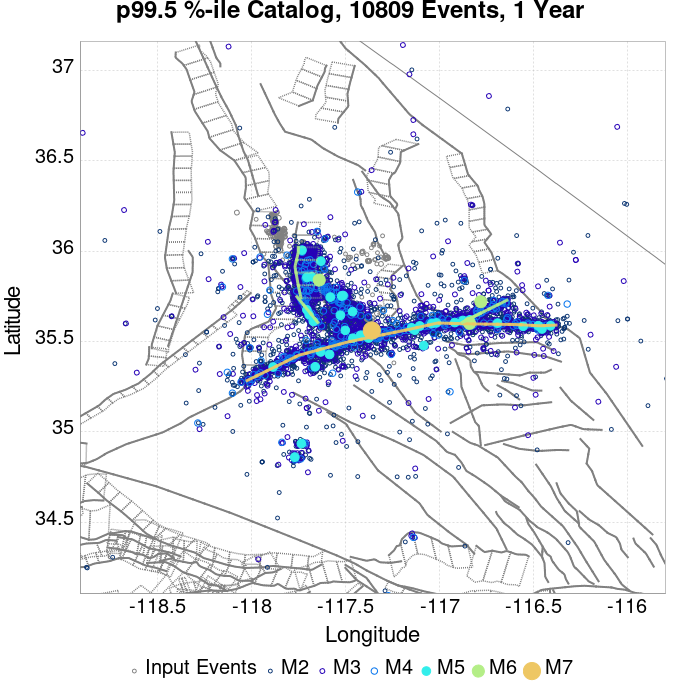 p99.5 %-ile Catalog, 10809 Events, 1 Year
37
36.5
36
35.5
35
34.5
Latitude
-118.5 -118 -117.5 -117 -116.5 -116
Longitude
Input Events M2 M3 M4 M5 M6 M7